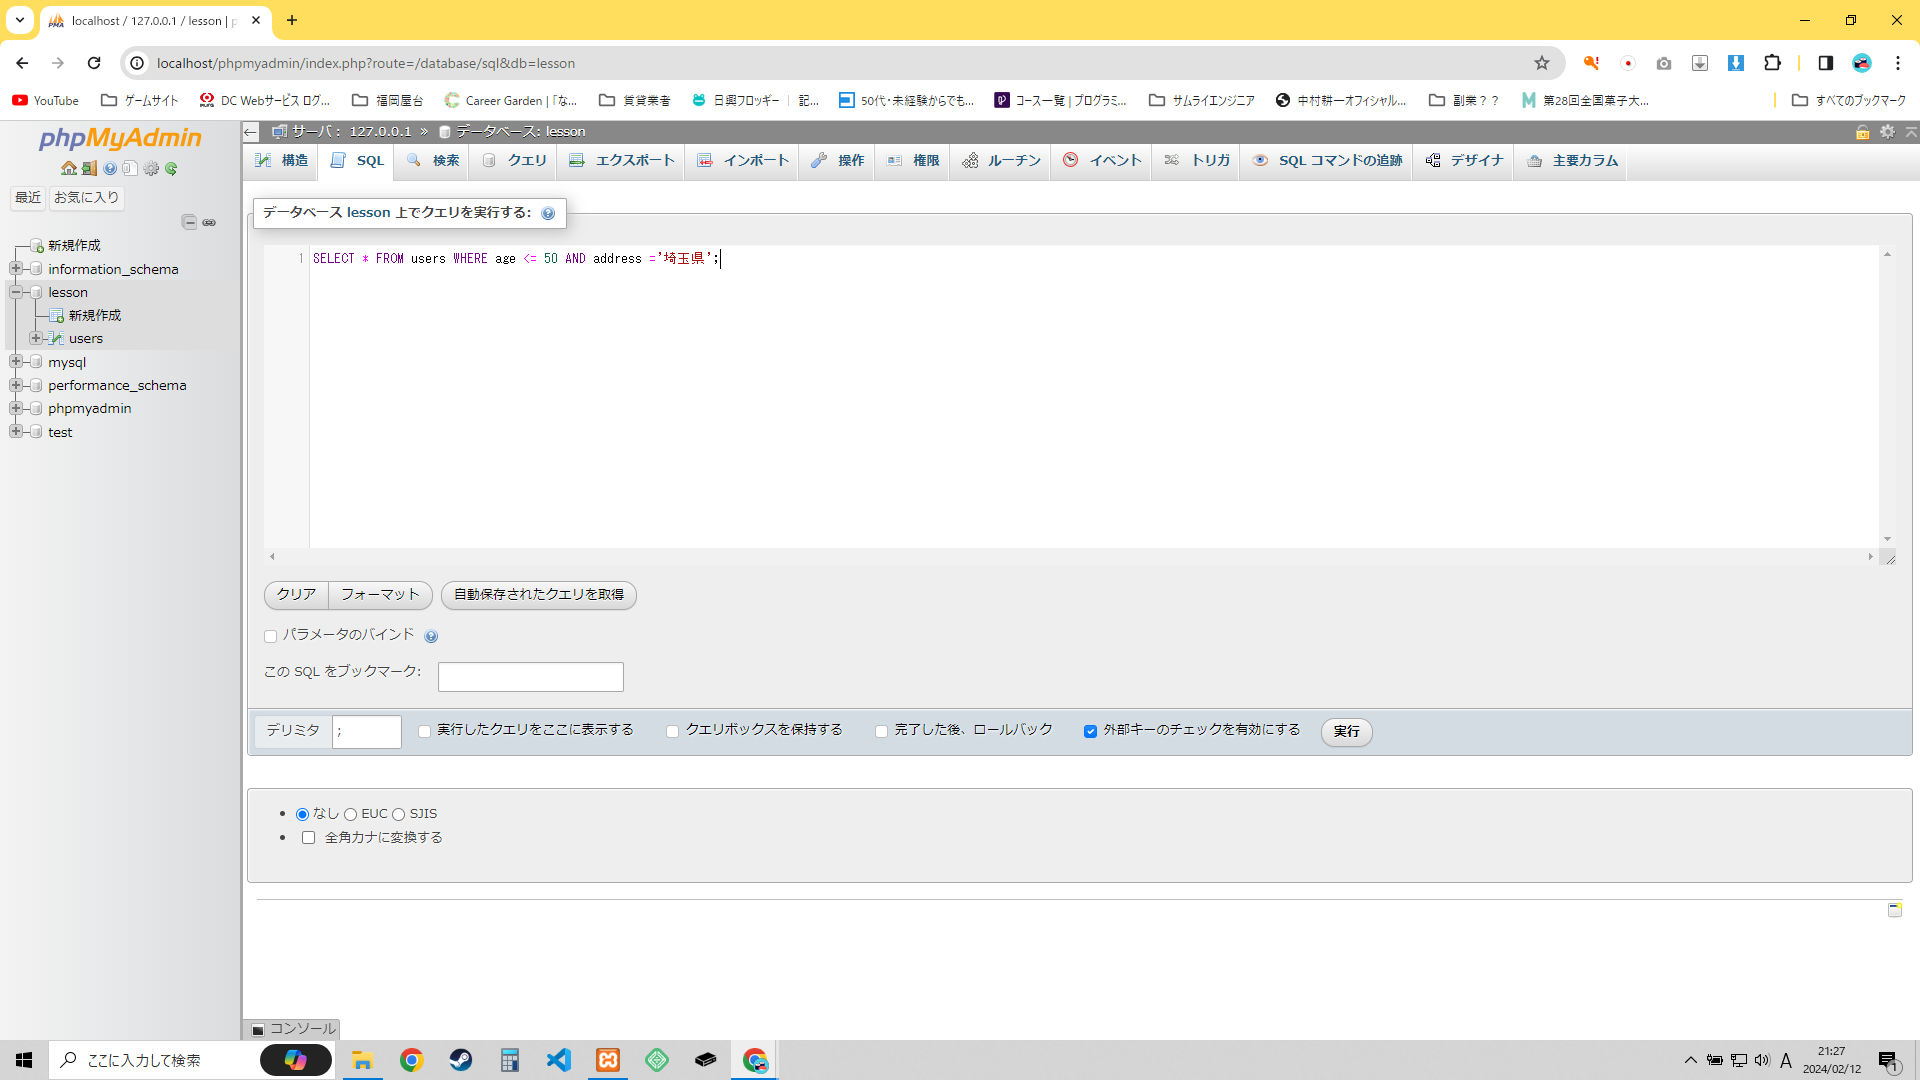 localhost / 127.0.0.1 / lesson | p
localhost/phpmyadmin/index.php?route=/database/sql&db=lesson
YouTube ゲームサイト DC Webサービス ログ... 福岡屋台 Career Garden | 「な... 賃貸業者 日興フロッギー | 記... 50代・未経験からでも... コース一覧 | プログラミ... サムライエンジニア 中村耕一オフィシャル... 副業？？ 第28回全国菓子大... すべてのブックマーク
phpMyAdmin
最近 お気に入り
新規作成
information_schema
lesson
新規作成
users
mysql
performance_schema
phpmyadmin
test
サーバ： 127.0.0.1 » データベース: lesson
構造 SQL 検索 クエリ エクスポート インポート 操作 権限 ルーチン イベント トリガ SQL コマンドの追跡 デザイナ 主要カラム
データベース lesson 上でクエリを実行する:
1 SELECT * FROM users WHERE age <= 50 AND address ='埼玉県';
クリア フォーマット 自動保存されたクエリを取得
パラメータのバインド
この SQL をブックマーク:
デリミタ ; 実行したクエリをここに表示する クエリボックスを保持する 完了した後、ロールバック 外部キーのチェックを有効にする 実行
なし EUC SJIS
全角カナに変換する
コンソール
ここに入力して検索
A 21:27
2024/02/12
1